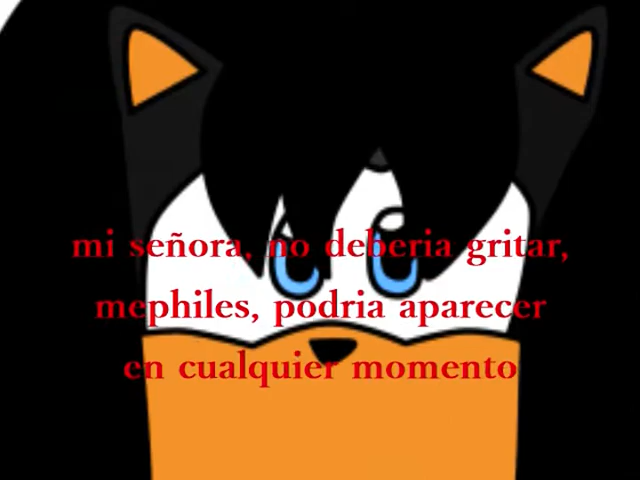 mi señora, no deberia gritar,
mephiles, podria aparecer
en cualquier momento